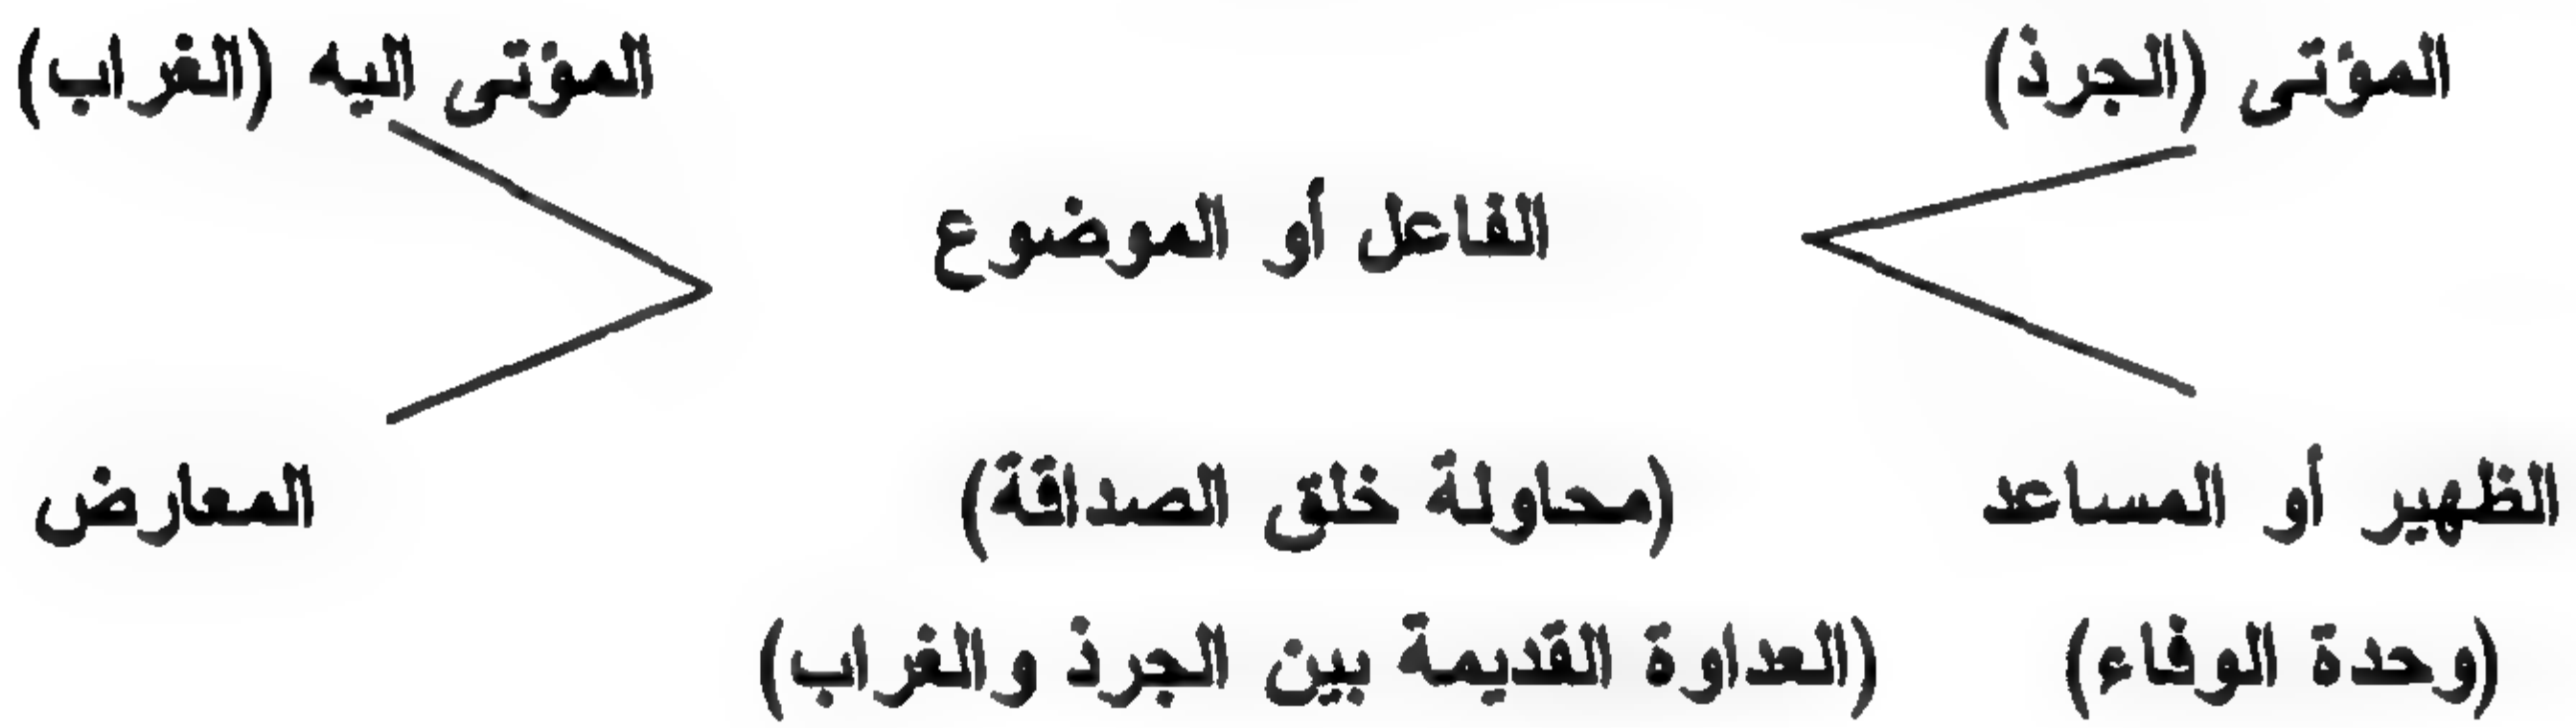 المؤتى (الجرذ) المؤتى اليه (الغراب)
الفاعل أو الموضوع
الظهير أو المساعد (محاولة خلق الصداقة) المعارض
(وحدة الوفاء) (العداوة القديمة بين الجرذ والغراب)